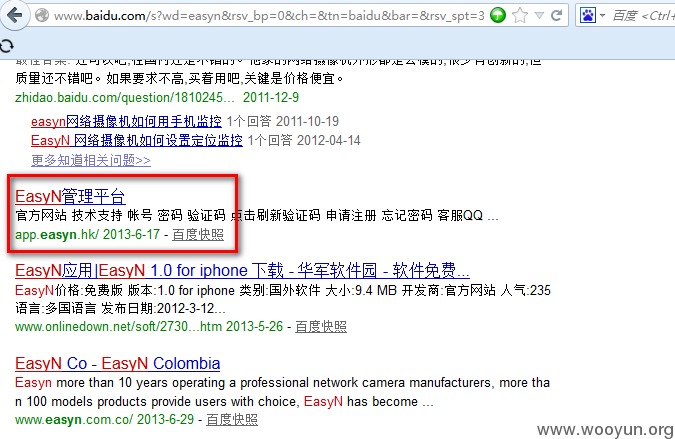 www.baidu.com/s?wd=easyn&rsv_bp=0&ch=&tn=baidu&bar=&rsv_spt=3
百度 <Ctrl+
质量还不错吧。如果要求不高,买着用吧,关键是价格便宜。
zhidao.baidu.com/question/1810245... 2011-12-9
easyn网络摄像机如何用手机监控 1个回答 2011-10-19
EasyN 网络摄像机如何设置定位监控 1个回答 2012-04-14
更多知道相关问题>>
EasyN管理平台
官方网站 技术支持 帐号 密码 验证码 点击刷新验证码 申请注册 忘记密码 客服QQ ...
app.easyn.hk/ 2013-6-17 - 百度快照
EasyN应用|EasyN 1.0 for iphone 下载 - 华军软件园 - 软件免费...
EasyN价格:免费版 版本:1.0 for iphone 类别:国外软件 大小:9.4 MB 开发商:官方网站 人气:235
语言:多国语言 发布日期:2012-3-12...
www.onlinedown.net/soft/2730...htm 2013-5-26 - 百度快照
EasyN Co - EasyN Colombia
Easyn more than 10 years operating a professional network camera manufacturers, more tha
n 100 models products provide users with choice, EasyN has become ...
www.easyn.com.co/ 2013-6-29 - 百度快照
www.wooyun.org